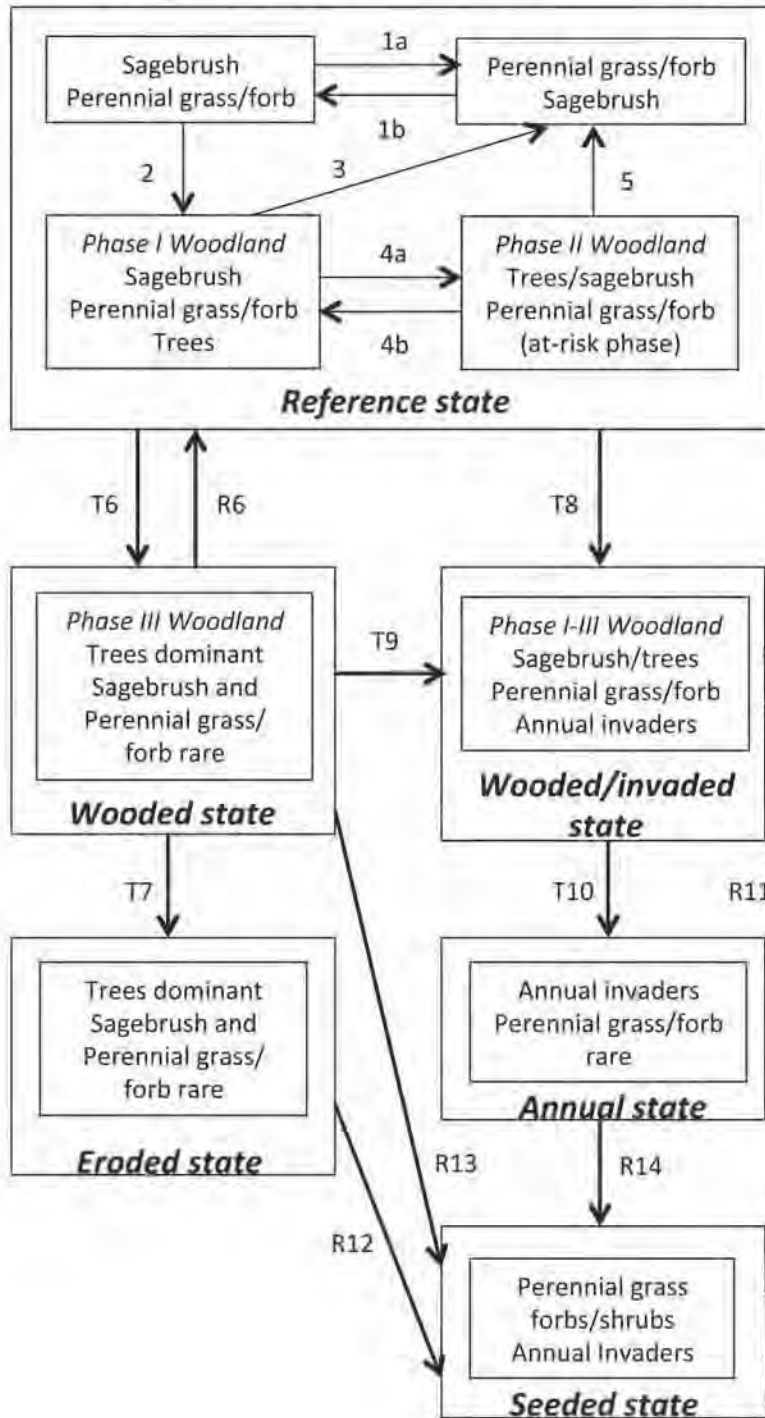 1a
Sagebrush
Perennial grass/forb
Perennial grass/forb
Sagebrush
1b
2
3
5
Phase I Woodland
Sagebrush
Perennial grass/forb
Trees
4a
4b
Phase II Woodland
Trees/sagebrush
Perennial grass/forb
(at-risk phase)
Reference state
T6
R6
T8
Phase III Woodland
Trees dominant
Sagebrush and
Perennial grass/
forb rare
Wooded state
T9
Phase I-III Woodland
Sagebrush/trees
Perennial grass/forb
Annual invaders
Wooded/invaded
state
T7
T10
R11
Trees dominant
Sagebrush and
Perennial grass/
forb rare
Eroded state
Annual invaders
Perennial grass/forb
rare
Annual state
R13
R14
R12
Perennial grass
forbs/shrubs
Annual Invaders
Seeded state